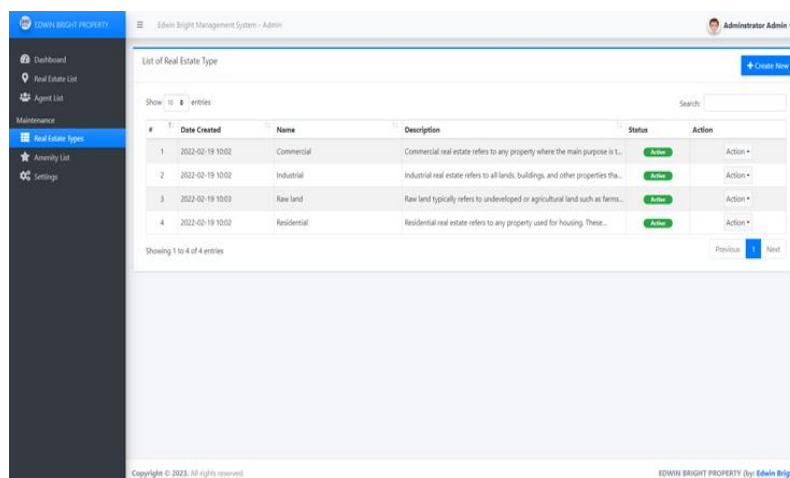 EDWIN BRIGHT PROPERTY
Edwin Bright Management System - Admin
Adminstrator Admin
Dashboard
Real Estate List
Agent List
Maintenance
Real Estate Types
Amenity List
Settings
List of Real Estate Type
Create New
Show 10 entries
Search:
# Date Created Name Description Status Action
1 2022-02-19 10:02 Commercial Commercial real estate refers to any property where the main purpose is t... Active Action
2 2022-02-19 10:02 Industrial Industrial real estate refers to all lands, buildings, and other properties tha... Active Action
3 2022-02-19 10:03 Raw land Raw land typically refers to undeveloped or agricultural land such as farms... Active Action
4 2022-02-19 10:02 Residential Residential real estate refers to any property used for housing. These... Active Action
Showing 1 to 4 of 4 entries
Previous 1 Next
Copyright © 2023. All rights reserved.
EDWIN BRIGHT PROPERTY (by: Edwin Brig